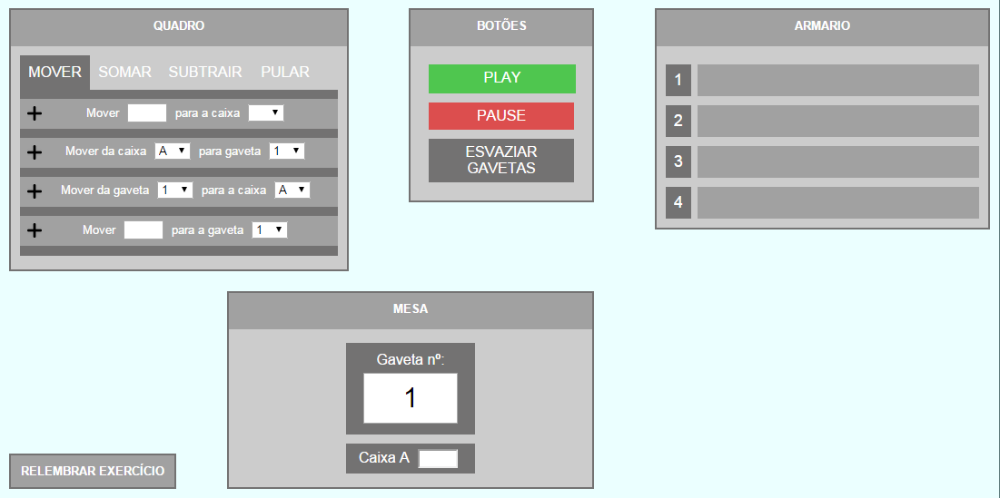 QUADRO
MOVER SOMAR SUBTRAIR PULAR
+ Mover para a caixa
+ Mover da caixa A para gaveta 1
+ Mover da gaveta 1 para a caixa A
+ Mover para a gaveta 1
BOTÕES
PLAY
PAUSE
ESVAZIAR
GAVETAS
ARMARIO
1
2
3
4
MESA
Gaveta nº:
1
Caixa A
RELEMBRAR EXERCÍCIO